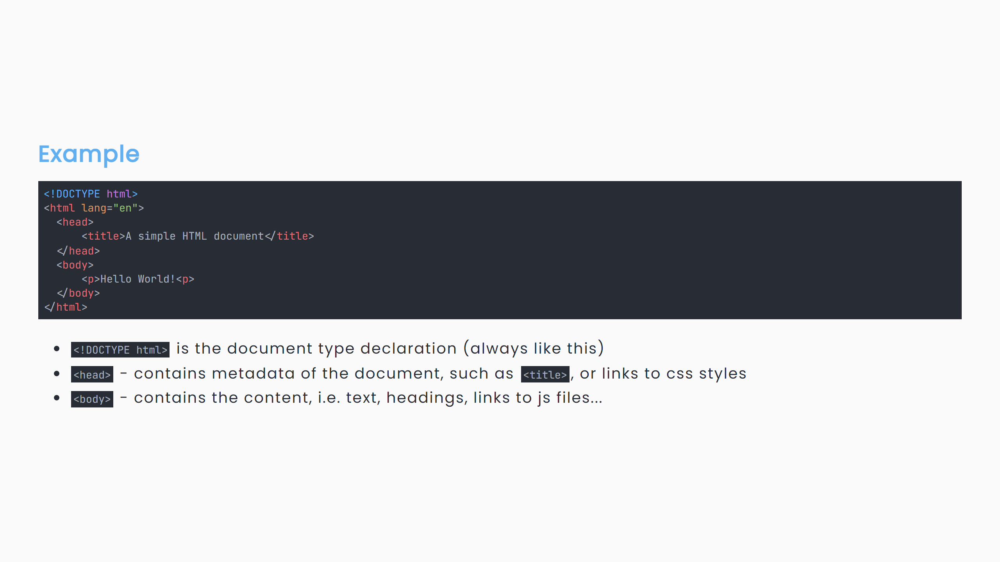 Example
<!DOCTYPE html>
<html lang="en">
  <head>
      <title>A simple HTML document</title>
  </head>
  <body>
      <p>Hello World!<p>
  </body>
</html>
• <!DOCTYPE html> is the document type declaration (always like this)
• <head> - contains metadata of the document, such as <title>, or links to css styles
• <body> - contains the content, i.e. text, headings, links to js files...